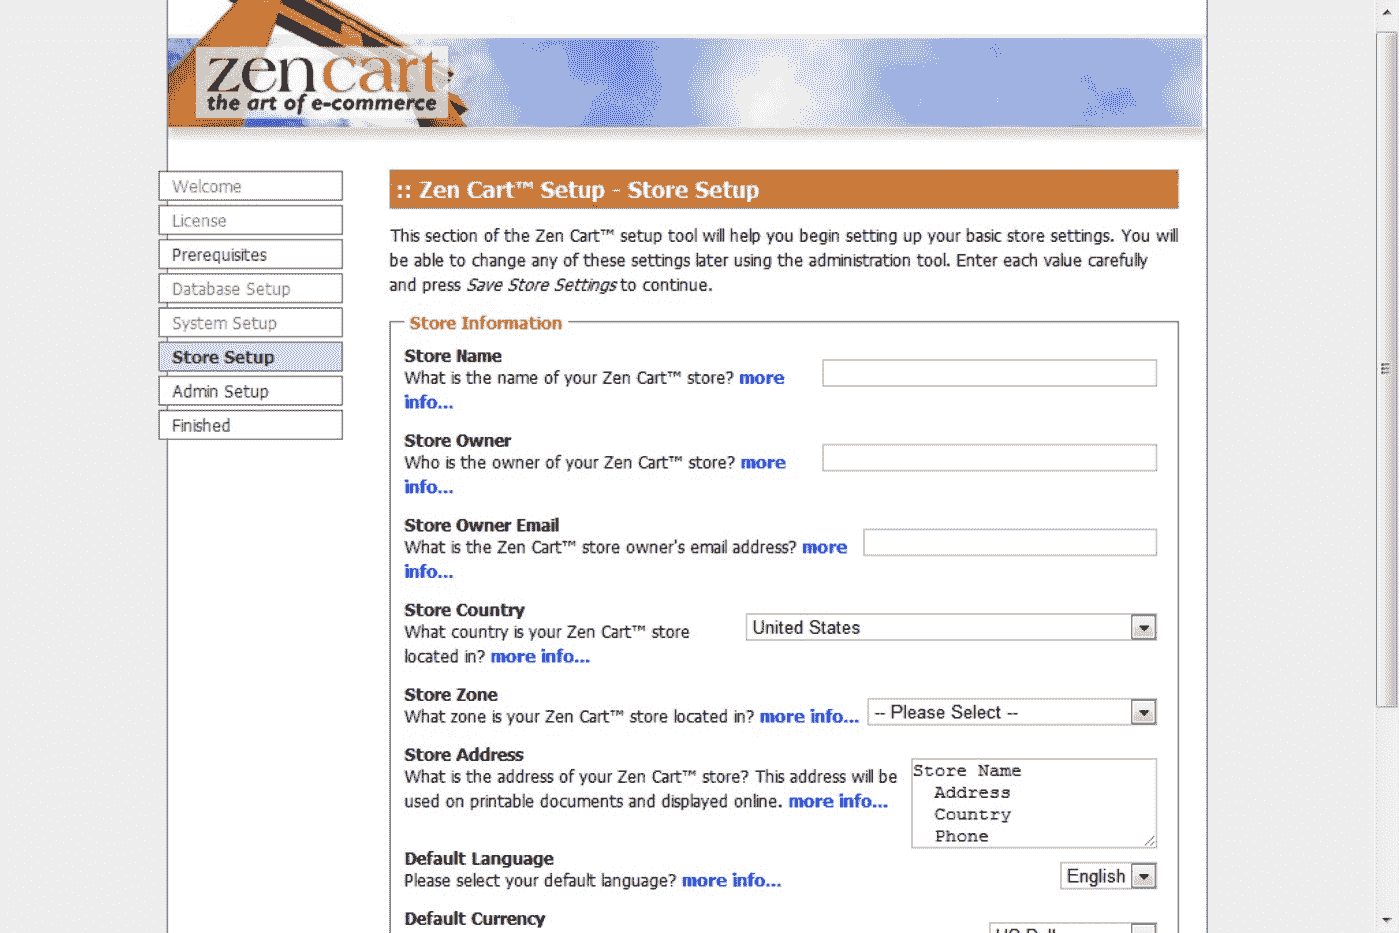 zencart
the art of e-commerce
Welcome
License
Prerequisites
Database Setup
System Setup
Store Setup
Admin Setup
Finished
:: Zen Cart™ Setup - Store Setup
This section of the Zen Cart™ setup tool will help you begin setting up your basic store settings. You will
be able to change any of these settings later using the administration tool. Enter each value carefully
and press Save Store Settings to continue.
Store Information
Store Name
What is the name of your Zen Cart™ store? more
info...
Store Owner
Who is the owner of your Zen Cart™ store? more
info...
Store Owner Email
What is the Zen Cart™ store owner's email address? more
info...
Store Country
What country is your Zen Cart™ store
located in? more info...
United States
Store Zone
What zone is your Zen Cart™ store located in? more info...
-- Please Select --
Store Address
What is the address of your Zen Cart™ store? This address will be
used on printable documents and displayed online. more info...
Store Name
Address
Country
Phone
Default Language
Please select your default language? more info...
English
Default Currency